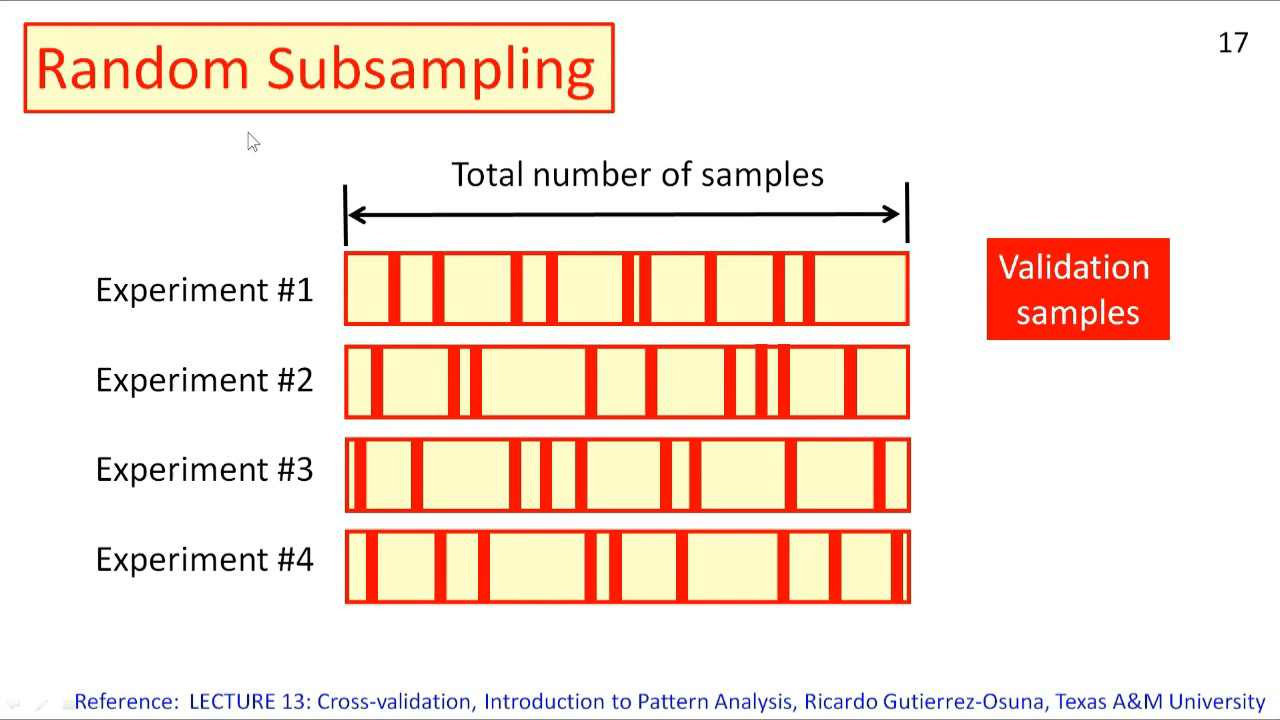 Random Subsampling
17
Total number of samples
Experiment #1
Validation
samples
Experiment #2
Experiment #3
Experiment #4
Reference: LECTURE 13: Cross-validation, Introduction to Pattern Analysis, Ricardo Gutierrez-Osuna, Texas A&M University